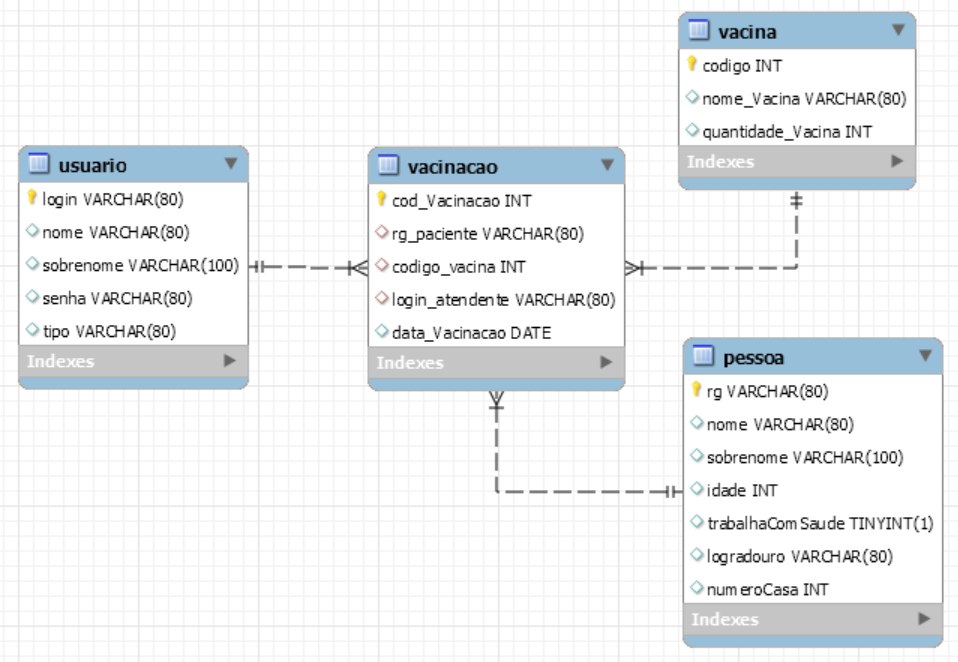 vacina
codigo INT
nome_Vacina VARCHAR(80)
quantidade_Vacina INT
Indexes
usuario
login VARCHAR(80)
nome VARCHAR(80)
sobrenome VARCHAR(100)
senha VARCHAR(80)
tipo VARCHAR(80)
Indexes
vacinacao
cod_Vacinacao INT
rg_paciente VARCHAR(80)
codigo_vacina INT
login_atendente VARCHAR(80)
data_Vacinacao DATE
Indexes
pessoa
rg VARCHAR(80)
nome VARCHAR(80)
sobrenome VARCHAR(100)
idade INT
trabalhaComSaude TINYINT(1)
logradouro VARCHAR(80)
numeroCasa INT
Indexes